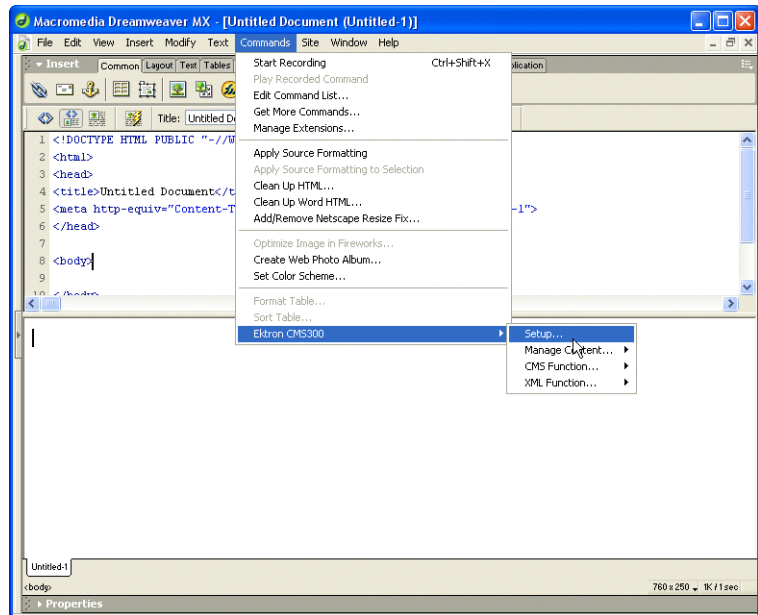 Macromedia Dreamweaver MX - [Untitled Document (Untitled-1)]
File Edit View Insert Modify Text Commands Site Window Help
Insert Common Layout Text Tables
Title: Untitled D
1 <!DOCTYPE HTML PUBLIC "-//W
2 <html>
3 <head>
4 <title>Untitled Document</t
5 <meta http-equiv="Content-T -1">
6 </head>
7
8 <body>
9
Start Recording Ctrl+Shift+X
Play Recorded Command
Edit Command List...
Get More Commands...
Manage Extensions...
Apply Source Formatting
Apply Source Formatting to Selection
Clean Up HTML...
Clean Up Word HTML...
Add/Remove Netscape Resize Fix...
Optimize Image in Fireworks...
Create Web Photo Album...
Set Color Scheme...
Format Table...
Sort Table...
Ektron CMS300
Setup...
Manage Content...
CMS Function...
XML Function...
Untitled-1
<body> 760 x 250 1K / 1 sec
Properties